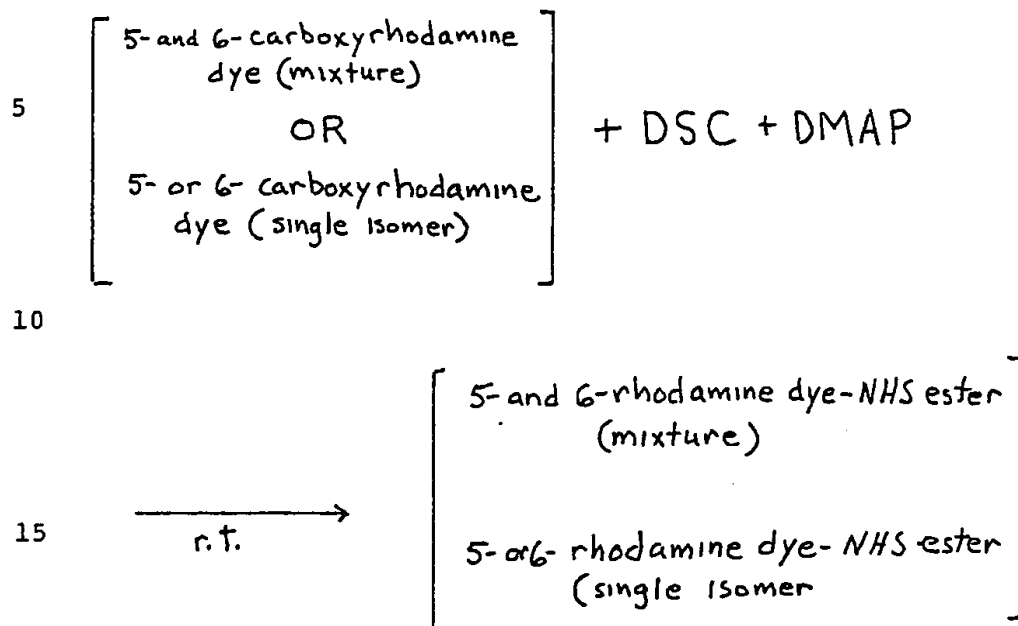 5- and 6- carboxyrhodamine
dye (mixture)
5
OR
+ DSC + DMAP
5- or 6- carboxyrhodamine
dye (single isomer)
10
5- and 6-rhodamine dye-NHS ester
(mixture)
15
r.t.
5- or 6- rhodamine dye- NHS ester
(single isomer